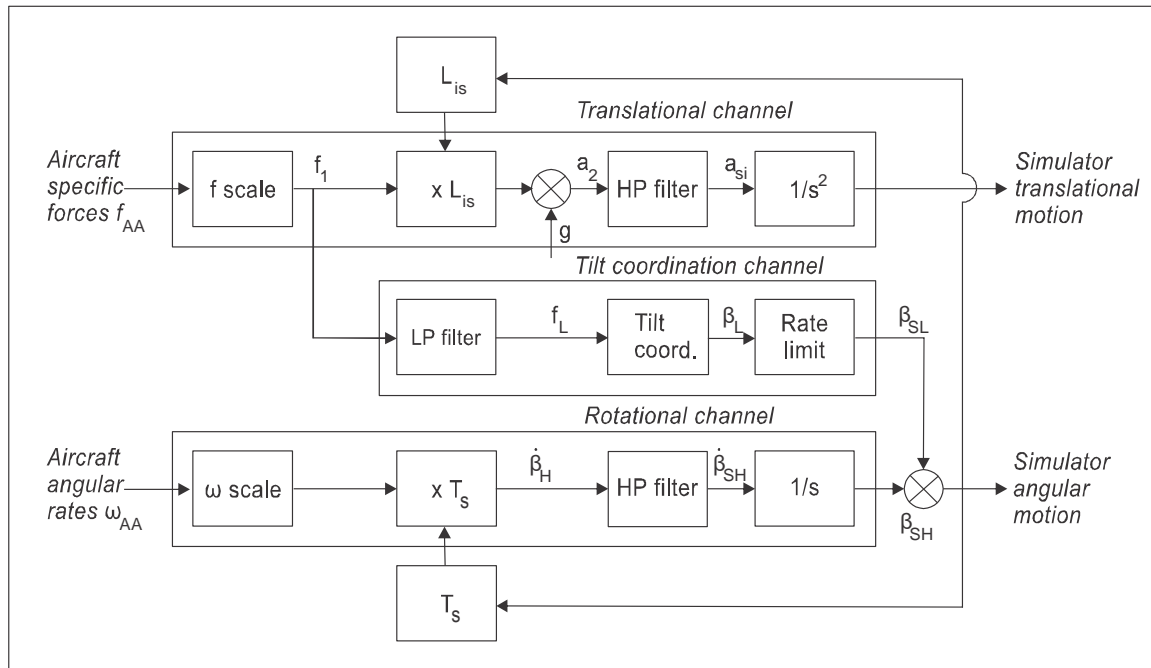 L_is
Translational channel
Aircraft
specific
forces f_AA
f scale
f_1
x L_is
g
a_2
HP filter
a_si
1/s^2
Simulator
translational
motion
Tilt coordination channel
LP filter
f_L
Tilt
coord.
β_L
Rate
limit
β_SL
Rotational channel
Aircraft
angular
rates ω_AA
ω scale
x T_s
β̇_H
HP filter
β̇_SH
1/s
β_SH
Simulator
angular
motion
T_s